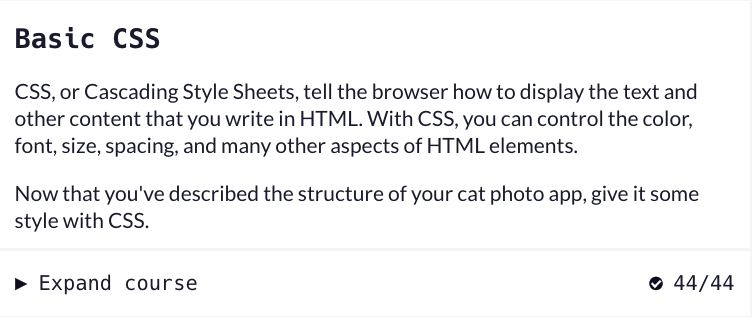 Basic CSS
CSS, or Cascading Style Sheets, tell the browser how to display the text and
other content that you write in HTML. With CSS, you can control the color,
font, size, spacing, and many other aspects of HTML elements.
Now that you've described the structure of your cat photo app, give it some
style with CSS.
Expand course 44/44